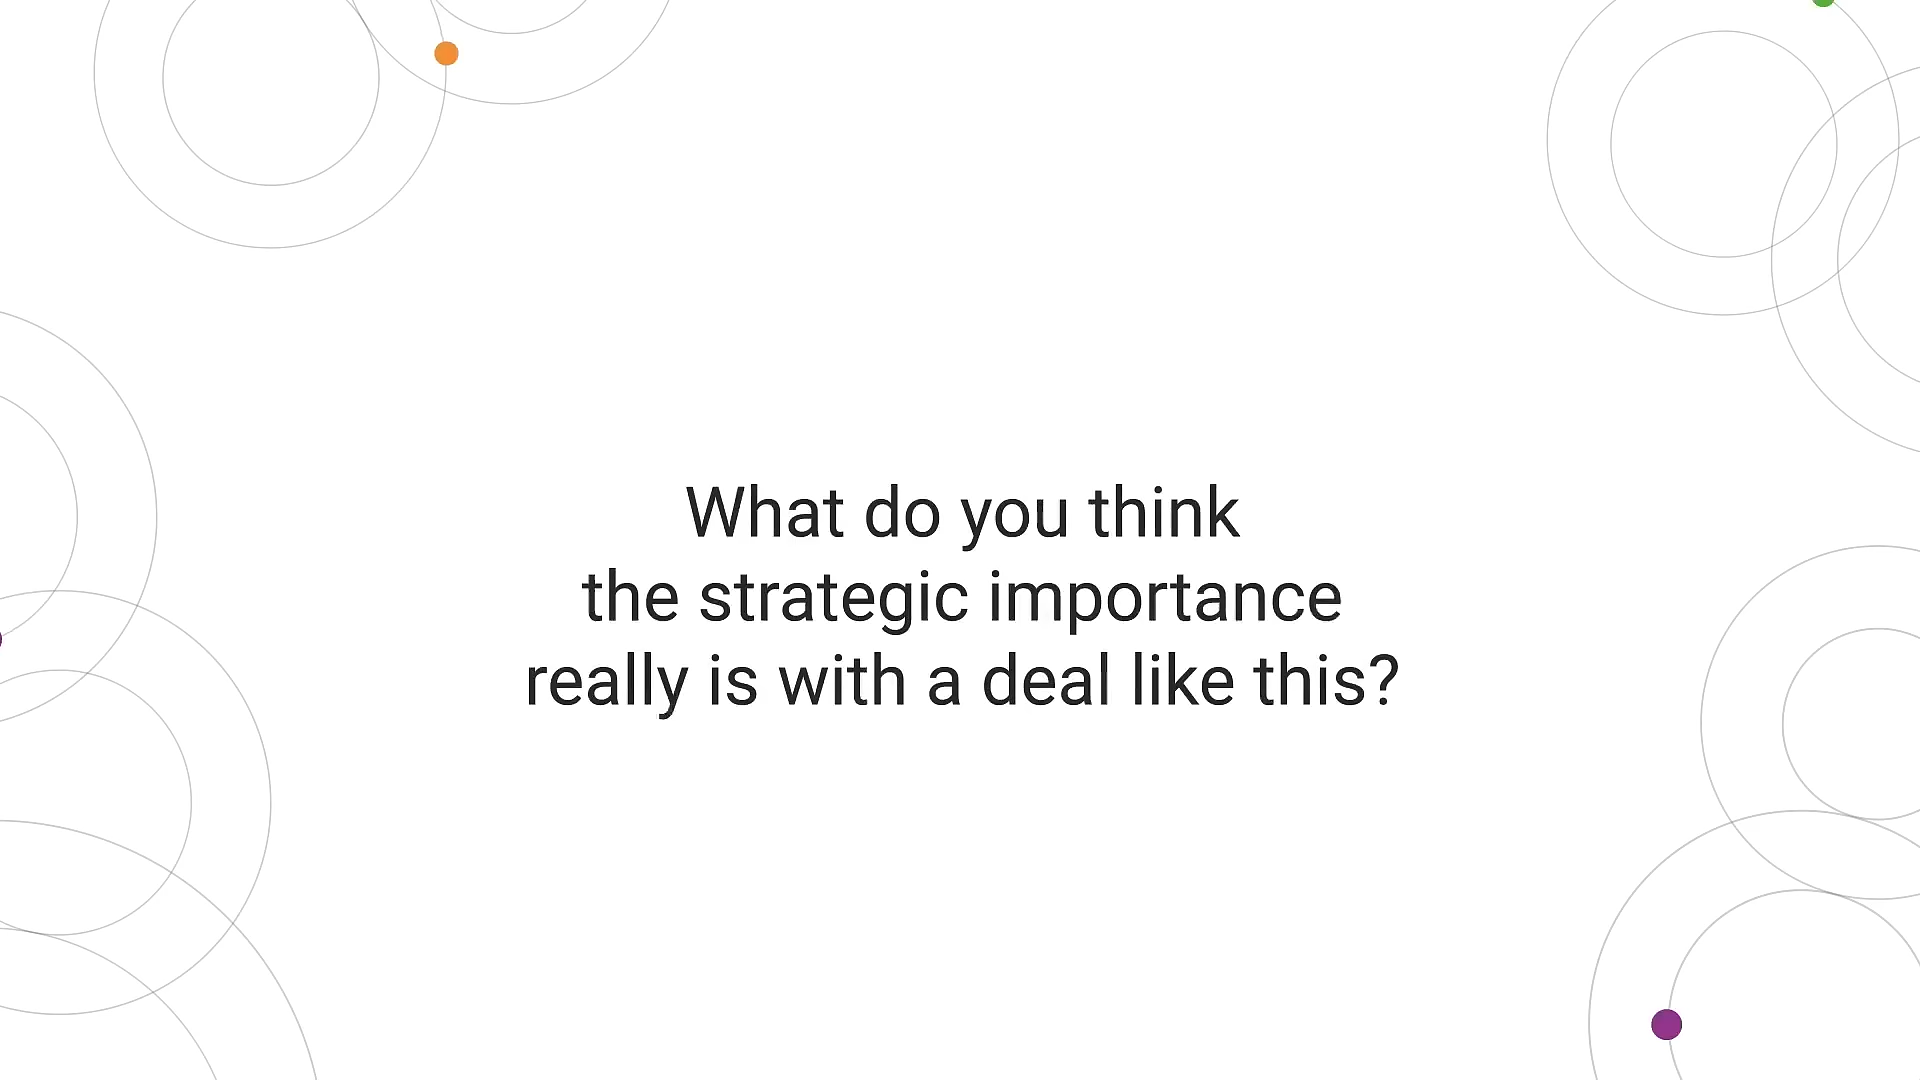 What do you think
the strategic importance
really is with a deal like this?